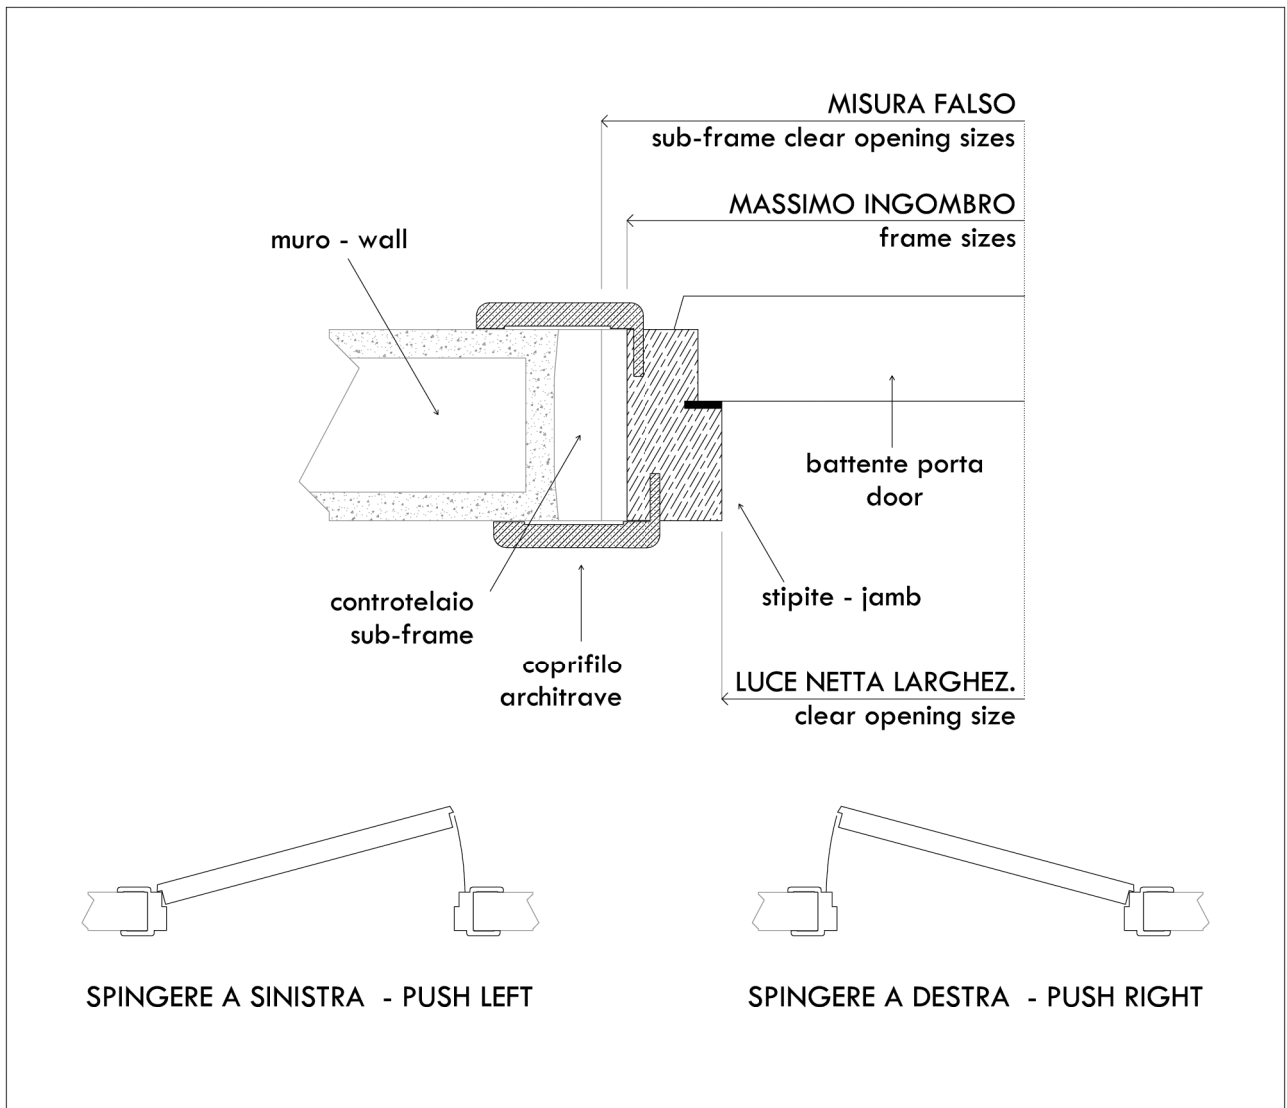 MISURA FALSO
sub-frame clear opening sizes
MASSIMO INGOMBRO
frame sizes
muro - wall
battente porta
door
stipite - jamb
controtelaio
sub-frame
coprifilo
architrave
LUCE NETTA LARGHEZ.
clear opening size
SPINGERE A SINISTRA - PUSH LEFT
SPINGERE A DESTRA - PUSH RIGHT